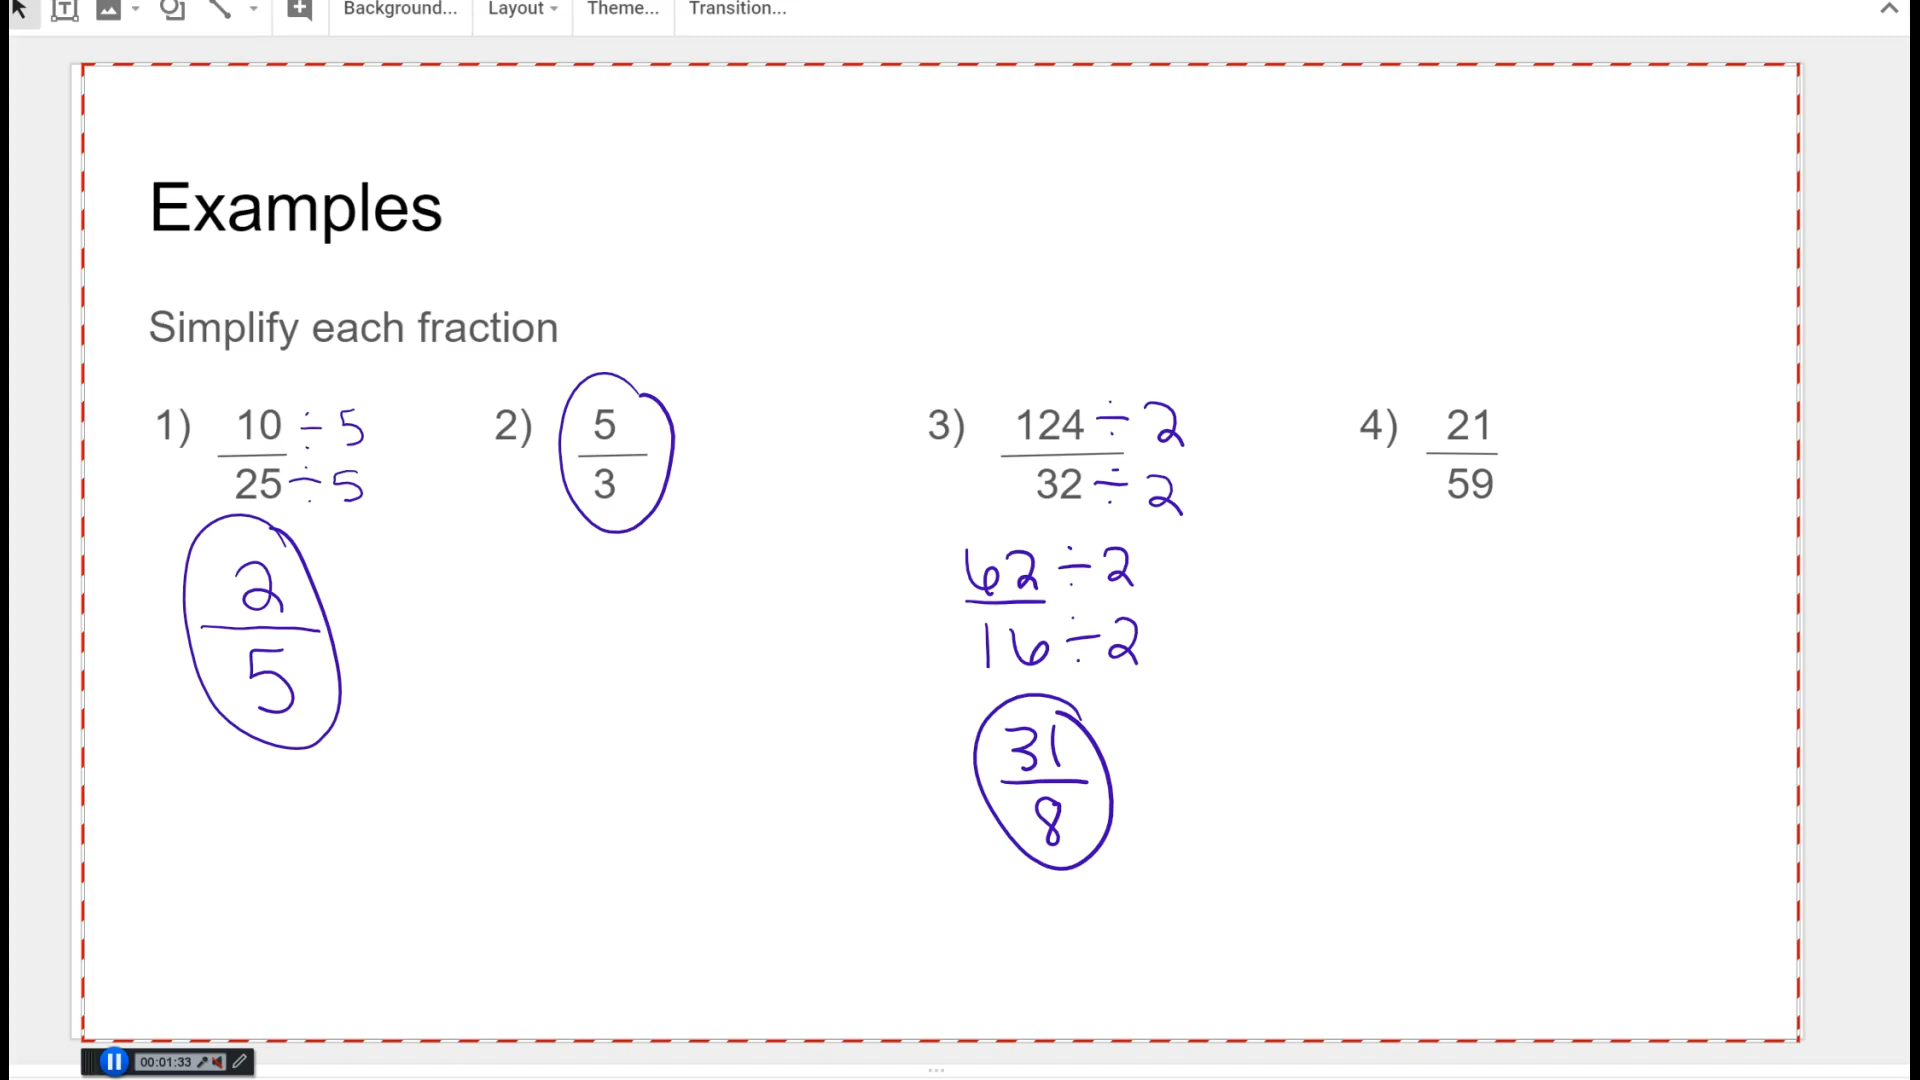 Background... Layout Theme... Transition...
Examples
Simplify each fraction
1) 10 ÷ 5
25 ÷ 5
2
5
2) 5
3
3) 124 ÷ 2
32 ÷ 2
62 ÷ 2
16 ÷ 2
31
8
4) 21
59
00:01:33